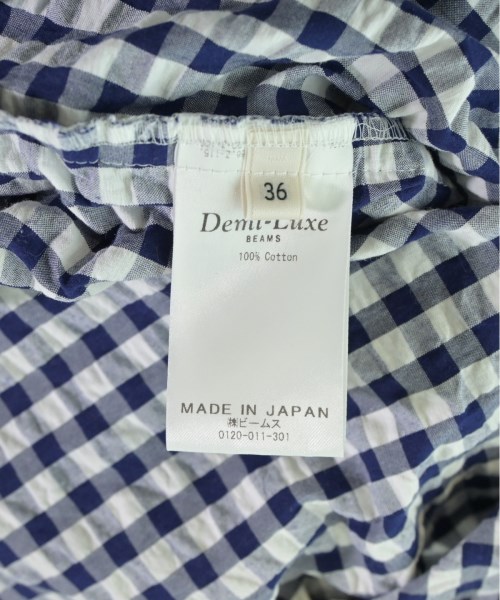 36
Demi-Luxe
BEAMS
100% Cotton
MADE IN JAPAN
㈱ビームス
0120-011-301